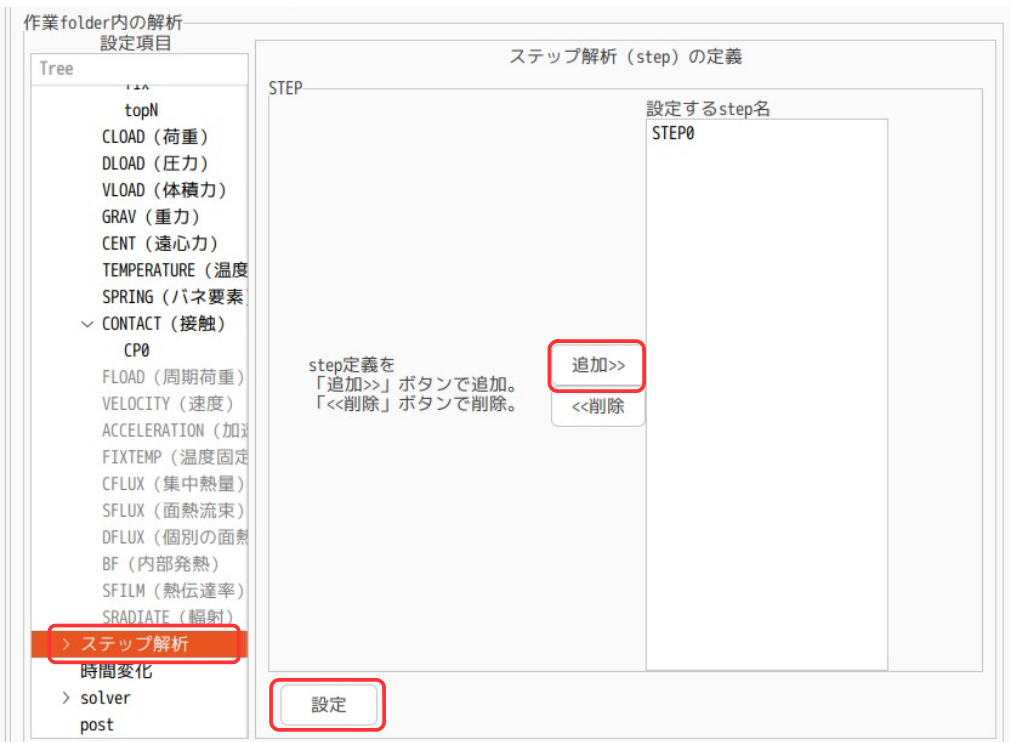 作業folder内の解析
設定項目
Tree
topN
CLOAD（荷重）
DLOAD（圧力）
VLOAD（体積力）
GRAV（重力）
CENT（遠心力）
TEMPERATURE（温度
SPRING（バネ要素
CONTACT（接触）
CP0
FLOAD（周期荷重）
VELOCITY（速度）
ACCELERATION（加速
FIXTEMP（温度固定
CFLUX（集中熱量）
SFLUX（面熱流束）
DFLUX（個別の面熱
BF（内部発熱）
SFILM（熱伝達率）
SRADIATE（輻射）
ステップ解析
時間変化
solver
post
ステップ解析（step）の定義
STEP
設定するstep名
STEP0
step定義を
「追加>>」ボタンで追加。
「<<削除」ボタンで削除。
追加>>
<<削除
設定